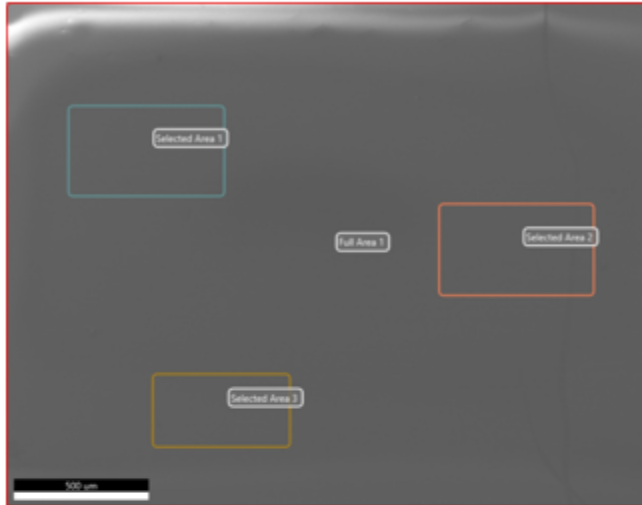 Selected Area 1
Selected Area 2
Full Area 1
Selected Area 3
500 µm